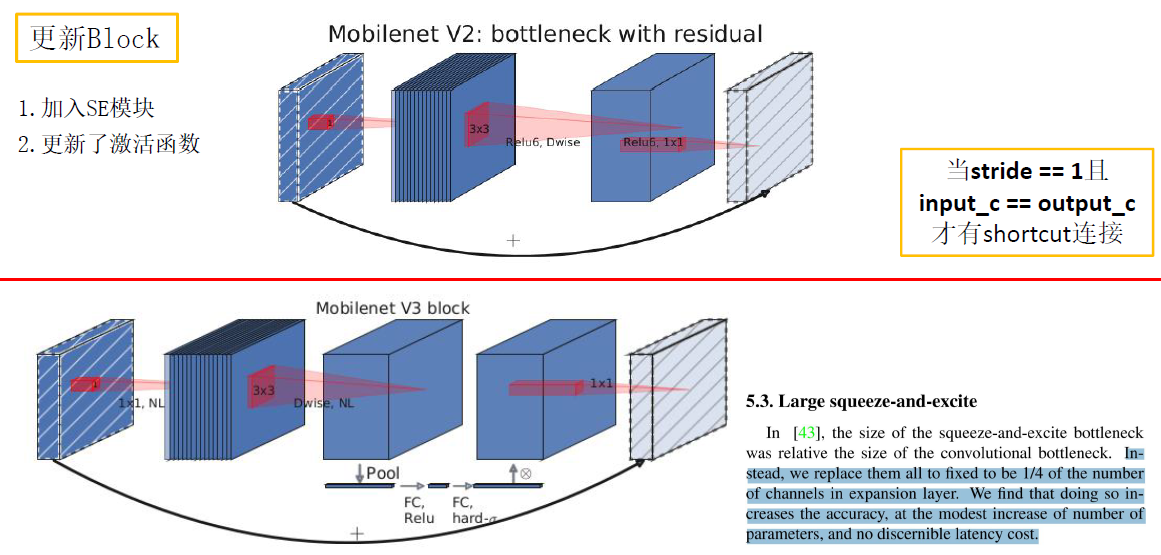 更新Block
Mobilenet V2: bottleneck with residual
1.加入SE模块
2.更新了激活函数
1
3x3
Relu6, Dwise
Relu6, 1x1
+
当stride == 1且
input_c == output_c
才有shortcut连接
Mobilenet V3 block
1
1x1, NL
3x3
Dwise, NL
1x1
Pool
⊗
FC,
Relu
FC,
hard-σ
+
5.3. Large squeeze-and-excite
In [43], the size of the squeeze-and-excite bottleneck
was relative the size of the convolutional bottleneck. In-
stead, we replace them all to fixed to be 1/4 of the number
of channels in expansion layer. We find that doing so in-
creases the accuracy, at the modest increase of number of
parameters, and no discernible latency cost.